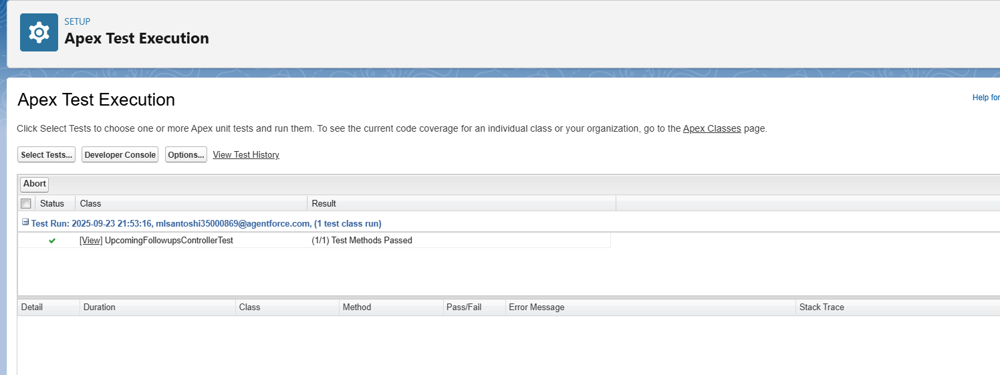 SETUP
Apex Test Execution
Apex Test Execution
Help for
Click Select Tests to choose one or more Apex unit tests and run them. To see the current code coverage for an individual class or your organization, go to the Apex Classes page.
Select Tests... Developer Console Options... View Test History
Abort
Status Class Result
Test Run: 2025-09-23 21:53:16, mlsantoshi35000869@agentforce.com, (1 test class run)
[View] UpcomingFollowupsControllerTest (1/1) Test Methods Passed
Detail Duration Class Method Pass/Fail Error Message Stack Trace